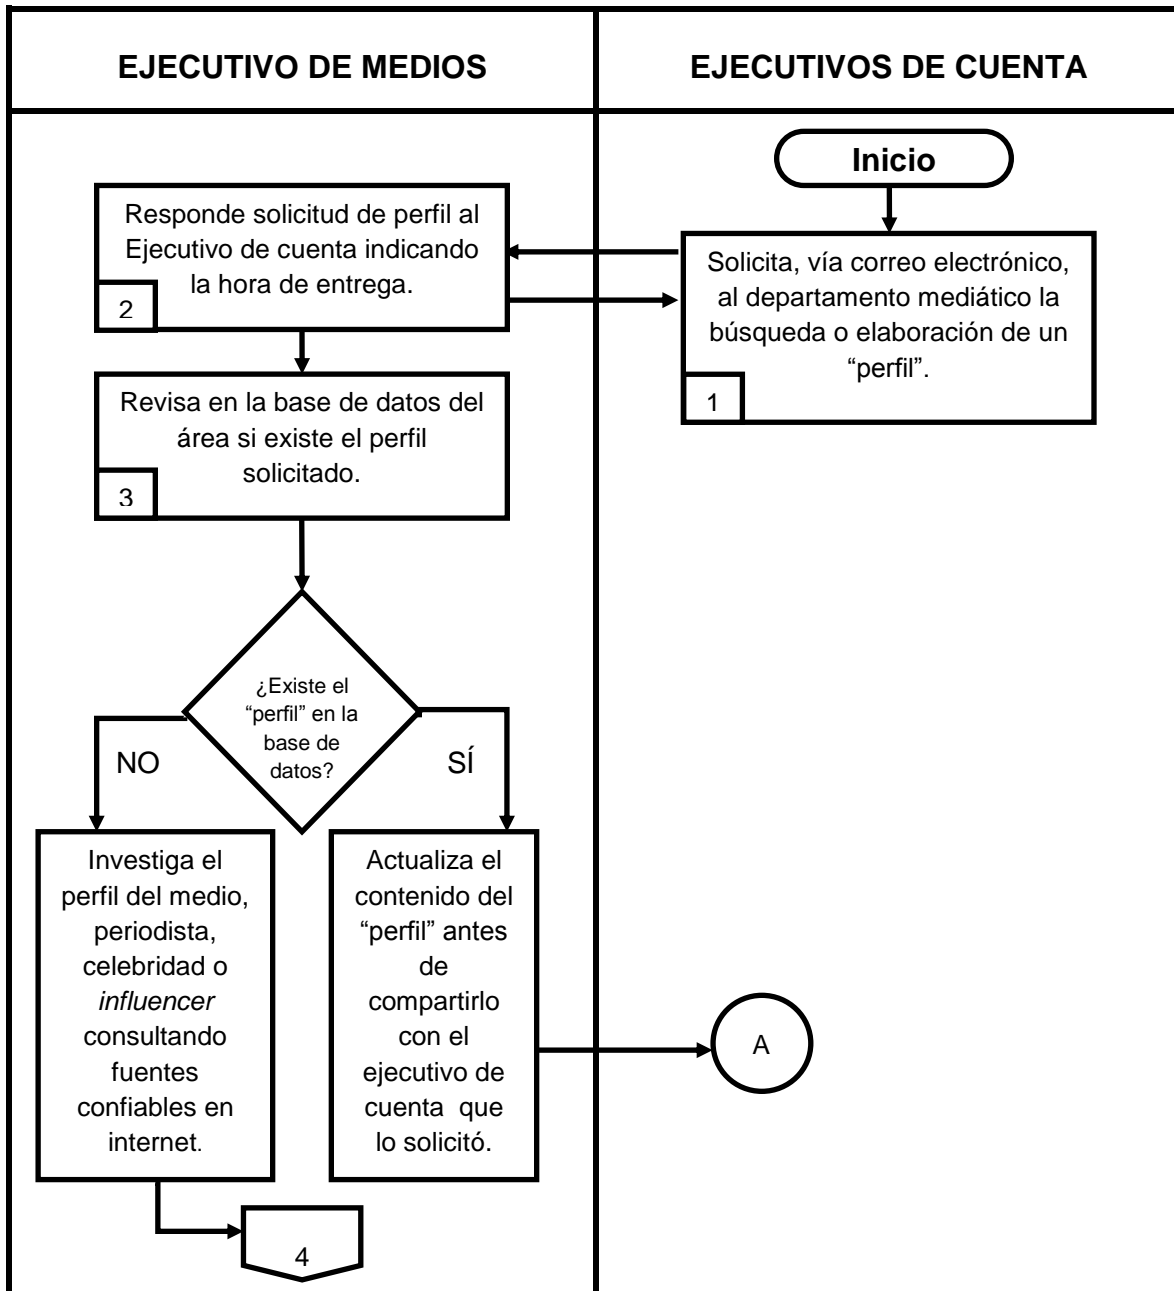 EJECUTIVO DE MEDIOS
EJECUTIVOS DE CUENTA
Inicio
Solicita, vía correo electrónico,
al departamento mediático la
búsqueda o elaboración de un
“perfil”.
1
Responde solicitud de perfil al
Ejecutivo de cuenta indicando
la hora de entrega.
2
Revisa en la base de datos del
área si existe el perfil
solicitado.
3
¿Existe el
“perfil” en la
base de
datos?
NO
SÍ
Investiga el
perfil del medio,
periodista,
celebridad o
influencer
consultando
fuentes
confiables en
internet.
Actualiza el
contenido del
“perfil” antes
de
compartirlo
con el
ejecutivo de
cuenta  que
lo solicitó.
A
4